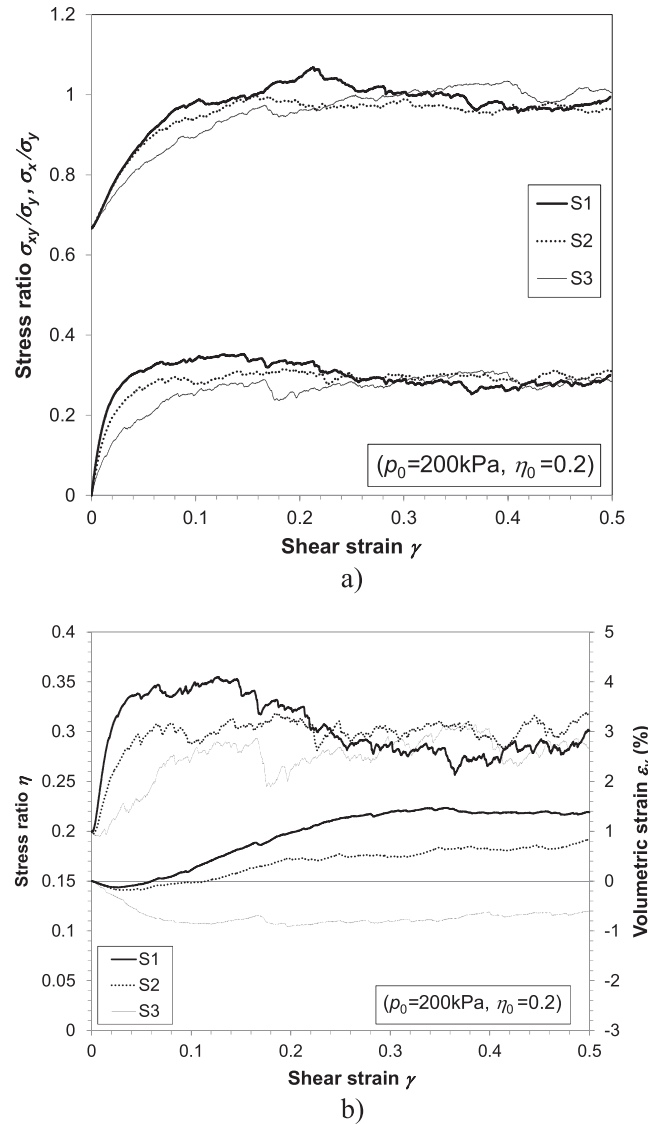 1.2
1
0.8
0.6
0.4
0.2
0
Stress ratio σxy/σy , σx/σy
S1
S2
S3
(p0=200kPa, η0=0.2)
0 0.1 0.2 0.3 0.4 0.5
Shear strain γ
a)
0.4
0.35
0.3
0.25
0.2
0.15
0.1
0.05
0
Stress ratio η
5
4
3
2
1
0
-1
-2
-3
Volumetric strain εv (%)
S1
S2
S3
(p0=200kPa, η0=0.2)
0 0.1 0.2 0.3 0.4 0.5
Shear strain γ
b)